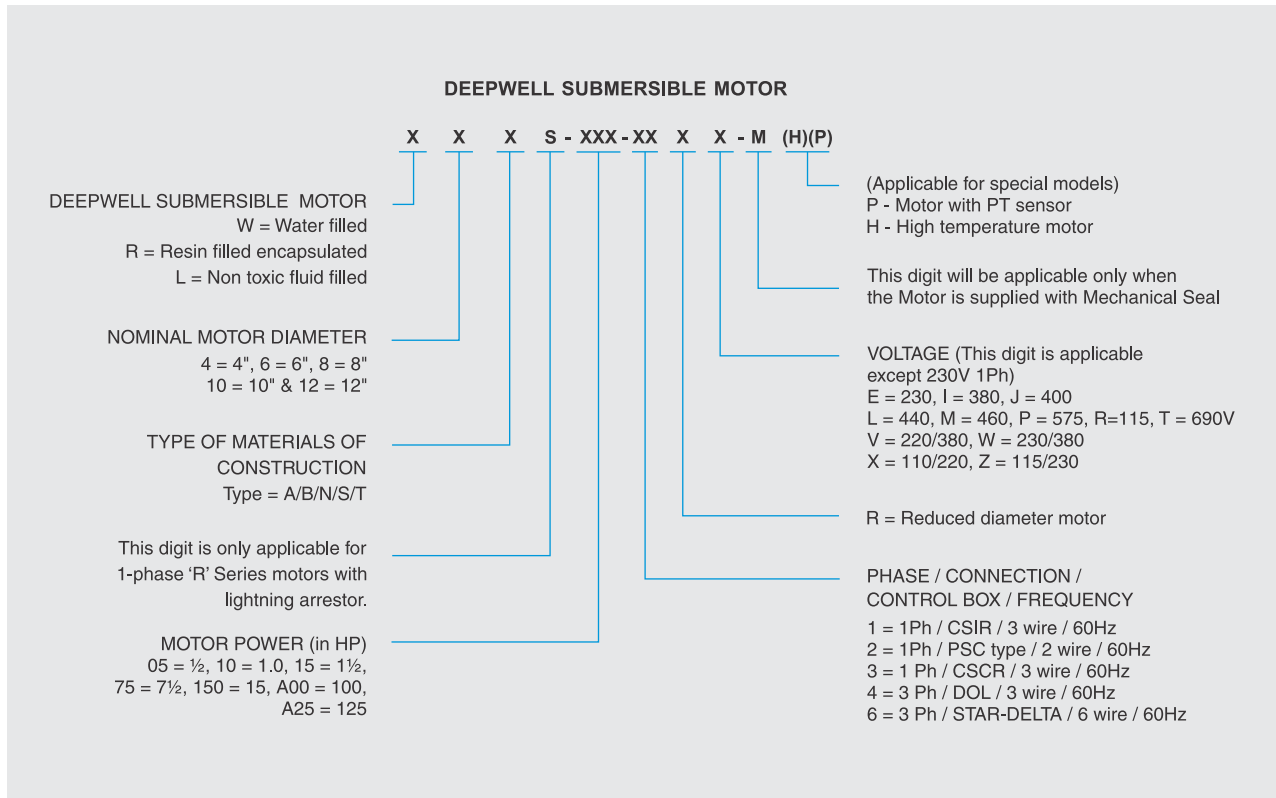 DEEPWELL SUBMERSIBLE MOTOR
X X X S - XXX - XX X X - M (H)(P)
DEEPWELL SUBMERSIBLE MOTOR
W = Water filled
R = Resin filled encapsulated
L = Non toxic fluid filled
NOMINAL MOTOR DIAMETER
4 = 4", 6 = 6", 8 = 8"
10 = 10" & 12 = 12"
TYPE OF MATERIALS OF
CONSTRUCTION
Type = A/B/N/S/T
This digit is only applicable for
1-phase ‘R’ Series motors with
lightning arrestor.
MOTOR POWER (in HP)
05 = ½, 10 = 1.0, 15 = 1½,
75 = 7½, 150 = 15, A00 = 100,
A25 = 125
(Applicable for special models)
P - Motor with PT sensor
H - High temperature motor
This digit will be applicable only when
the Motor is supplied with Mechanical Seal
VOLTAGE (This digit is applicable
except 230V 1Ph)
E = 230, I = 380, J = 400
L = 440, M = 460, P = 575, R=115, T = 690V
V = 220/380, W = 230/380
X = 110/220, Z = 115/230
R = Reduced diameter motor
PHASE / CONNECTION /
CONTROL BOX / FREQUENCY
1 = 1Ph / CSIR / 3 wire / 60Hz
2 = 1Ph / PSC type / 2 wire / 60Hz
3 = 1 Ph / CSCR / 3 wire / 60Hz
4 = 3 Ph / DOL / 3 wire / 60Hz
6 = 3 Ph / STAR-DELTA / 6 wire / 60Hz